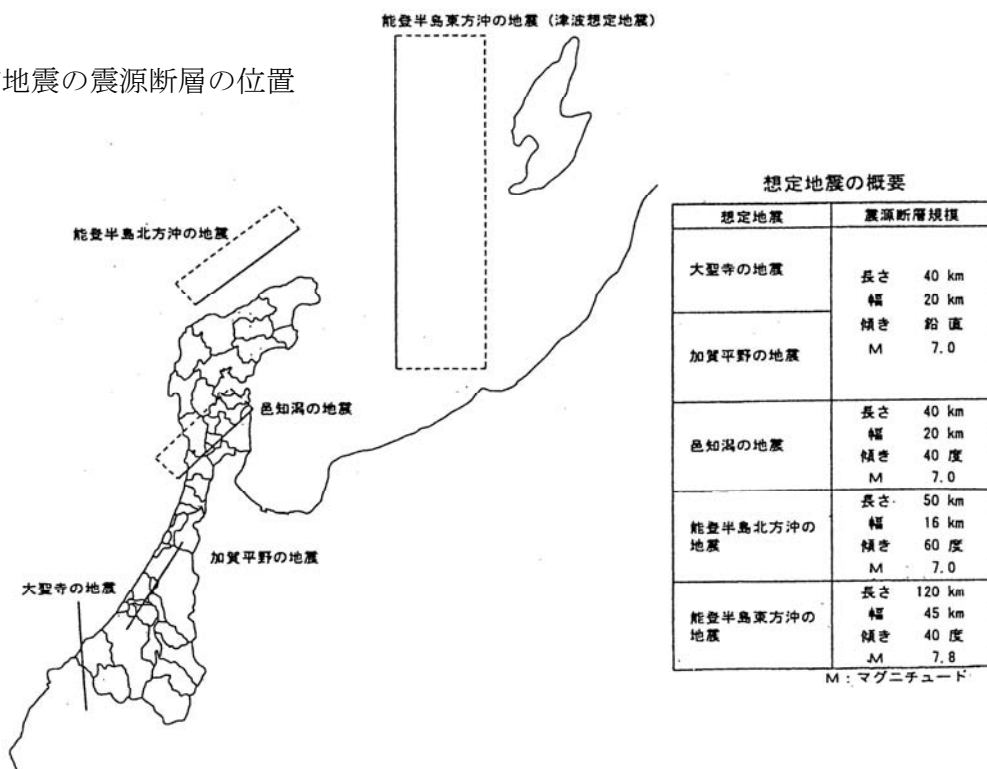 能登半島東方沖の地震（津波想定地震）
地震の震源断層の位置
能登半島北方沖の地震
邑知潟の地震
加賀平野の地震
大聖寺の地震
想定地震の概要
想定地震 震源断層規模
大聖寺の地震
加賀平野の地震
長さ 40 km
幅 20 km
傾き 鉛直
M 7.0
邑知潟の地震
長さ 40 km
幅 20 km
傾き 40 度
M 7.0
能登半島北方沖の
地震
長さ 50 km
幅 16 km
傾き 60 度
M 7.0
能登半島東方沖の
地震
長さ 120 km
幅 45 km
傾き 40 度
M 7.8
M：マグニチュード